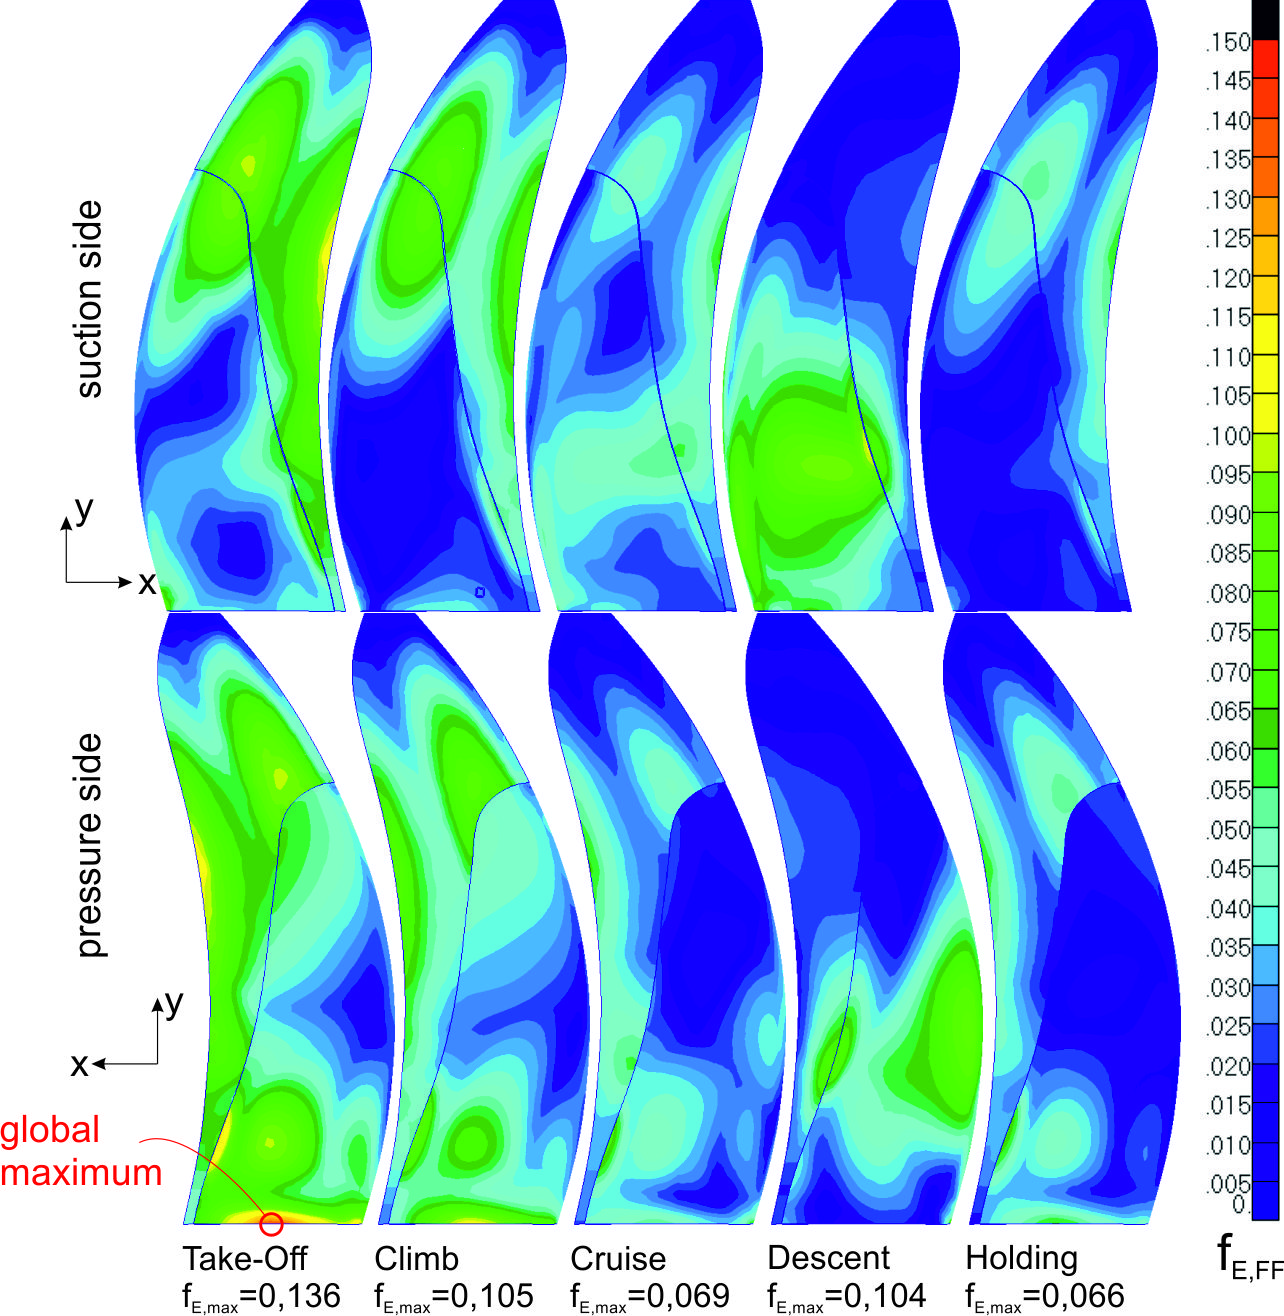 suction side
y
x
pressure side
y
x
global
maximum
Take-Off
f_E,max=0,136
Climb
f_E,max=0,105
Cruise
f_E,max=0,069
Descent
f_E,max=0,104
Holding
f_E,max=0,066
.150
.145
.140
.135
.130
.125
.120
.115
.110
.105
.100
.095
.090
.085
.080
.075
.070
.065
.060
.055
.050
.045
.040
.035
.030
.025
.020
.015
.010
.005
0.
f_E,FF